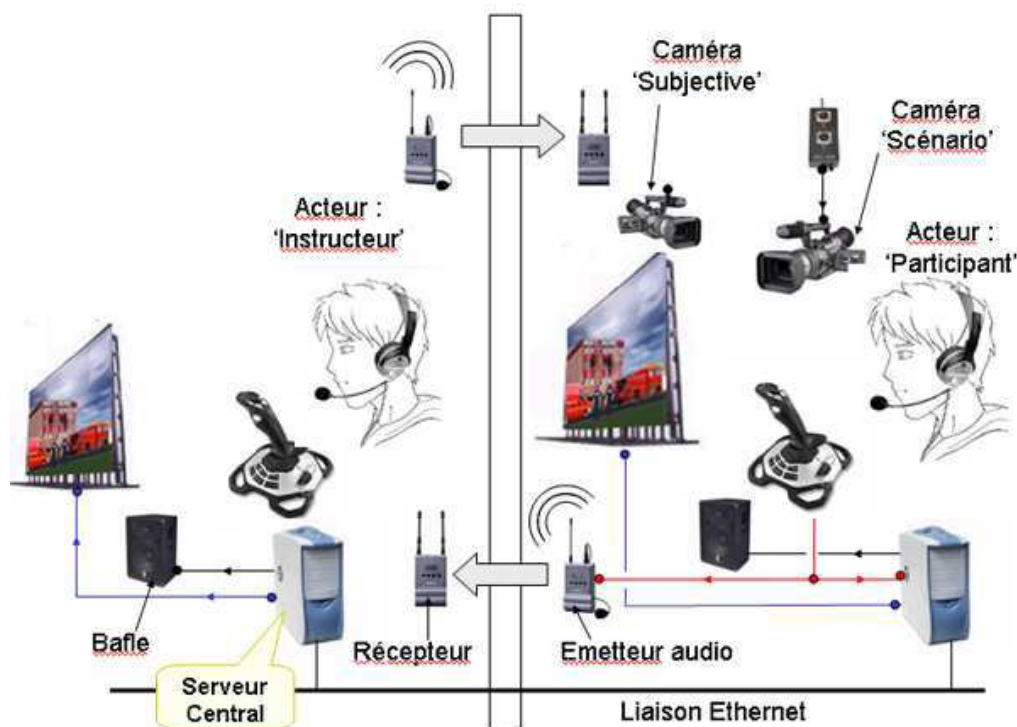 Caméra
‘Subjective’
Caméra
‘Scénario’
Acteur :
‘Instructeur’
Acteur :
‘Participant’
Bafle
Récepteur
Emetteur audio
Serveur
Central
Liaison Ethernet